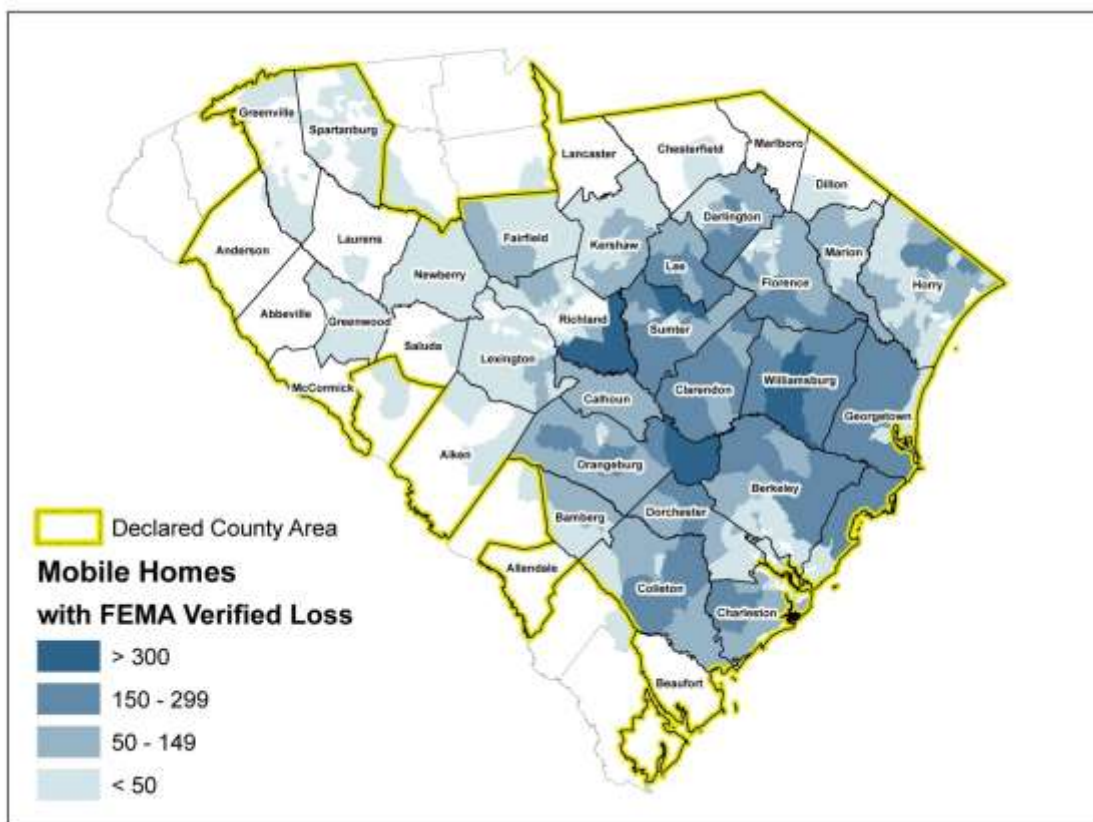 Greenville
Spartanburg
Lancaster
Chesterfield
Marlboro
Dillon
Darlington
Anderson
Laurens
Fairfield
Kershaw
Newberry
Lee
Marion
Horry
Florence
Abbeville
Greenwood
Richland
Sumter
Saluda
Lexington
McCormick
Clarendon
Williamsburg
Calhoun
Georgetown
Aiken
Orangeburg
Berkeley
Bamberg
Dorchester
Allendale
Colleton
Charleston
Beaufort
Declared County Area
Mobile Homes
with FEMA Verified Loss
> 300
150 - 299
50 - 149
< 50